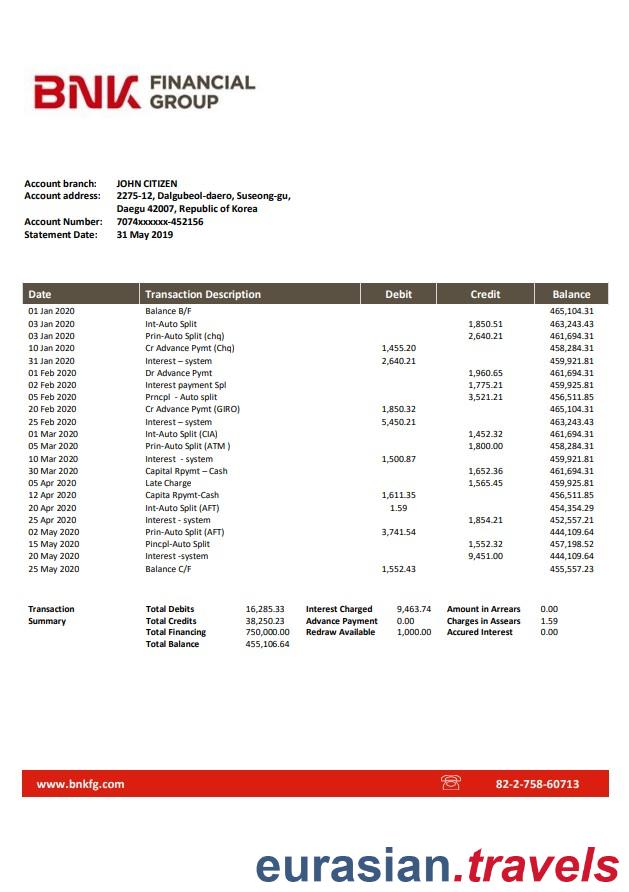 BNK FINANCIAL GROUP
Account branch: JOHN CITIZEN
Account address: 2275-12, Dalgubeol-daero, Suseong-gu,
Daegu 42007, Republic of Korea
Account Number: 7074xxxxxx-452156
Statement Date: 31 May 2019
Date Transaction Description Debit Credit Balance
01 Jan 2020 Balance B/F 465,104.31
03 Jan 2020 Int-Auto Split 1,850.51 463,243.43
03 Jan 2020 Prin-Auto Split (chq) 2,640.21 461,694.31
10 Jan 2020 Cr Advance Pymt (Chq) 1,455.20 458,284.31
31 Jan 2020 Interest – system 2,640.21 459,921.81
01 Feb 2020 Dr Advance Pymt 1,960.65 461,694.31
02 Feb 2020 Interest payment Spl 1,775.21 459,925.81
05 Feb 2020 Prncpl - Auto split 3,521.21 456,511.85
20 Feb 2020 Cr Advance Pymt (GIRO) 1,850.32 465,104.31
25 Feb 2020 Interest – system 5,450.21 463,243.43
01 Mar 2020 Int-Auto Split (CIA) 1,452.32 461,694.31
05 Mar 2020 Prin-Auto Split (ATM ) 1,800.00 458,284.31
10 Mar 2020 Interest - system 1,500.87 459,921.81
30 Mar 2020 Capital Rpymt – Cash 1,652.36 461,694.31
05 Apr 2020 Late Charge 1,565.45 459,925.81
12 Apr 2020 Capita Rpymt-Cash 1,611.35 456,511.85
20 Apr 2020 Int-Auto Split (AFT) 1.59 454,354.29
25 Apr 2020 Interest - system 1,854.21 452,557.21
02 May 2020 Prin-Auto Split (AFT) 3,741.54 444,109.64
15 May 2020 Pincpl-Auto Split 1,552.32 457,198.52
20 May 2020 Interest -system 9,451.00 444,109.64
25 May 2020 Balance C/F 1,552.43 455,557.23
Transaction Total Debits 16,285.33 Interest Charged 9,463.74 Amount in Arrears 0.00
Summary Total Credits 38,250.23 Advance Payment 0.00 Charges in Assears 1.59
Total Financing 750,000.00 Redraw Available 1,000.00 Accured Interest 0.00
Total Balance 455,106.64
www.bnkfg.com 82-2-758-60713
eurasian.travels